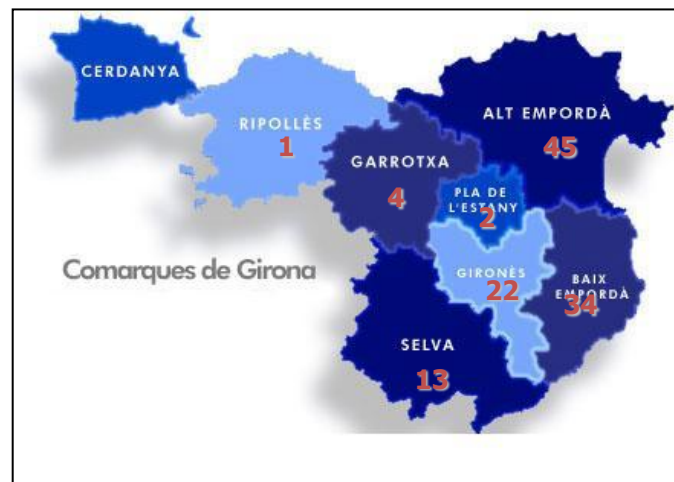 CERDANYA
RIPOLLÈS
1
ALT EMPORDÀ
45
GARROTXA
4
PLA DE
L'ESTANY
2
Comarques de Girona
GIRONÈS
22
BAIX
EMPORDÀ
34
SELVA
13